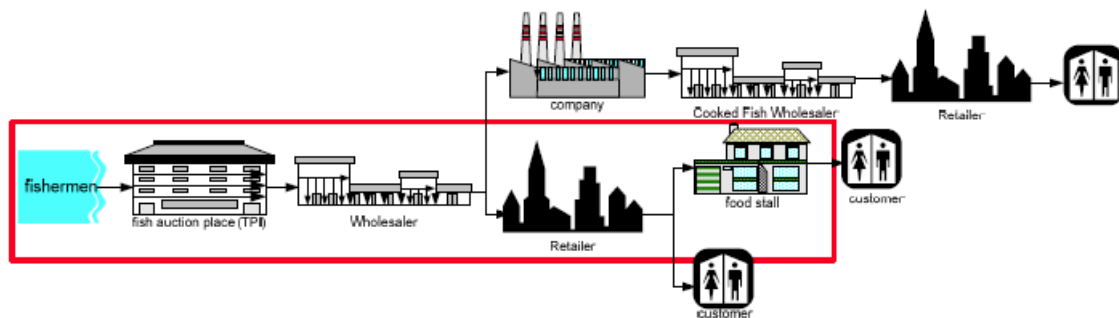 company
Cooked Fish Wholesaler
Retailer
fishermen
fish auction place (TPI)
Wholesaler
Retailer
food stall
customer
customer